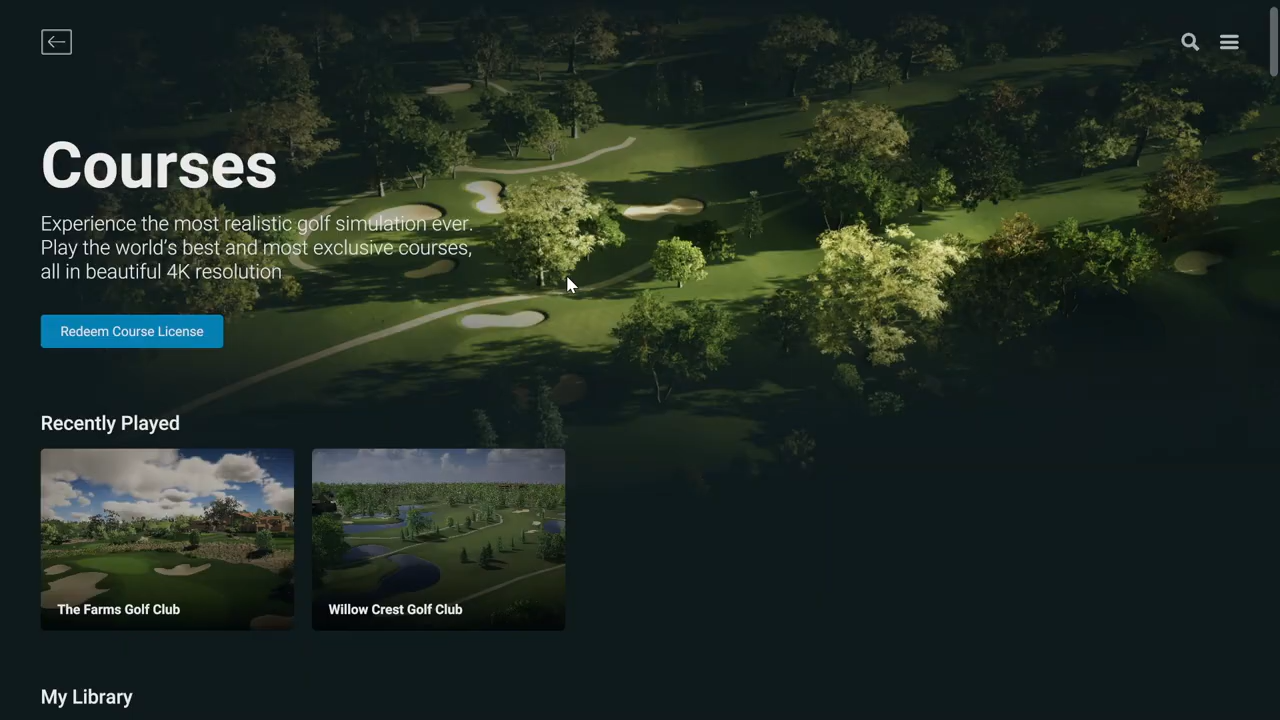 Courses
Experience the most realistic golf simulation ever.
Play the world’s best and most exclusive courses,
all in beautiful 4K resolution
Redeem Course License
Recently Played
The Farms Golf Club
Willow Crest Golf Club
My Library